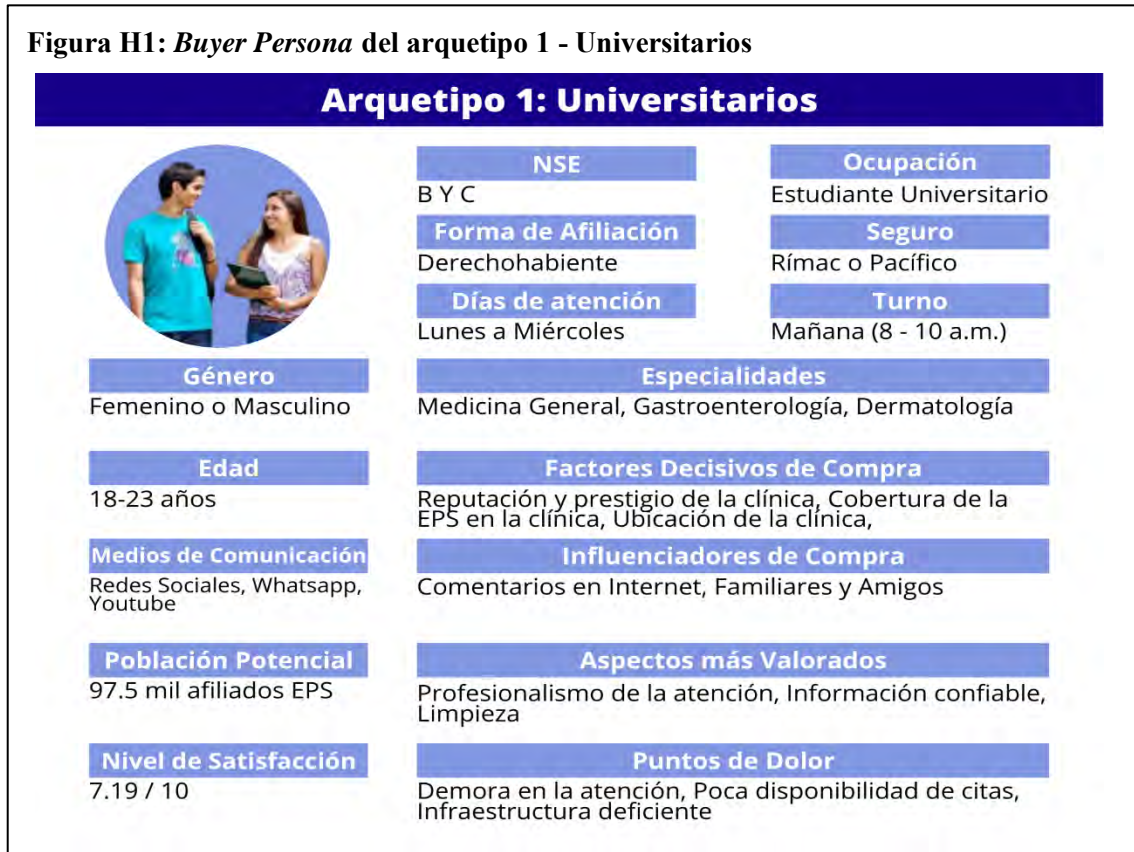 Figura H1: Buyer Persona del arquetipo 1 - Universitarios
Arquetipo 1: Universitarios
NSE
B Y C
Ocupación
Estudiante Universitario
Forma de Afiliación
Derechohabiente
Seguro
Rímac o Pacífico
Días de atención
Lunes a Miércoles
Turno
Mañana (8 - 10 a.m.)
Género
Femenino o Masculino
Especialidades
Medicina General, Gastroenterología, Dermatología
Edad
18-23 años
Factores Decisivos de Compra
Reputación y prestigio de la clínica, Cobertura de la
EPS en la clínica, Ubicación de la clínica,
Medios de Comunicación
Redes Sociales, Whatsapp,
Youtube
Influenciadores de Compra
Comentarios en Internet, Familiares y Amigos
Población Potencial
97.5 mil afiliados EPS
Aspectos más Valorados
Profesionalismo de la atención, Información confiable,
Limpieza
Nivel de Satisfacción
7.19 / 10
Puntos de Dolor
Demora en la atención, Poca disponibilidad de citas,
Infraestructura deficiente